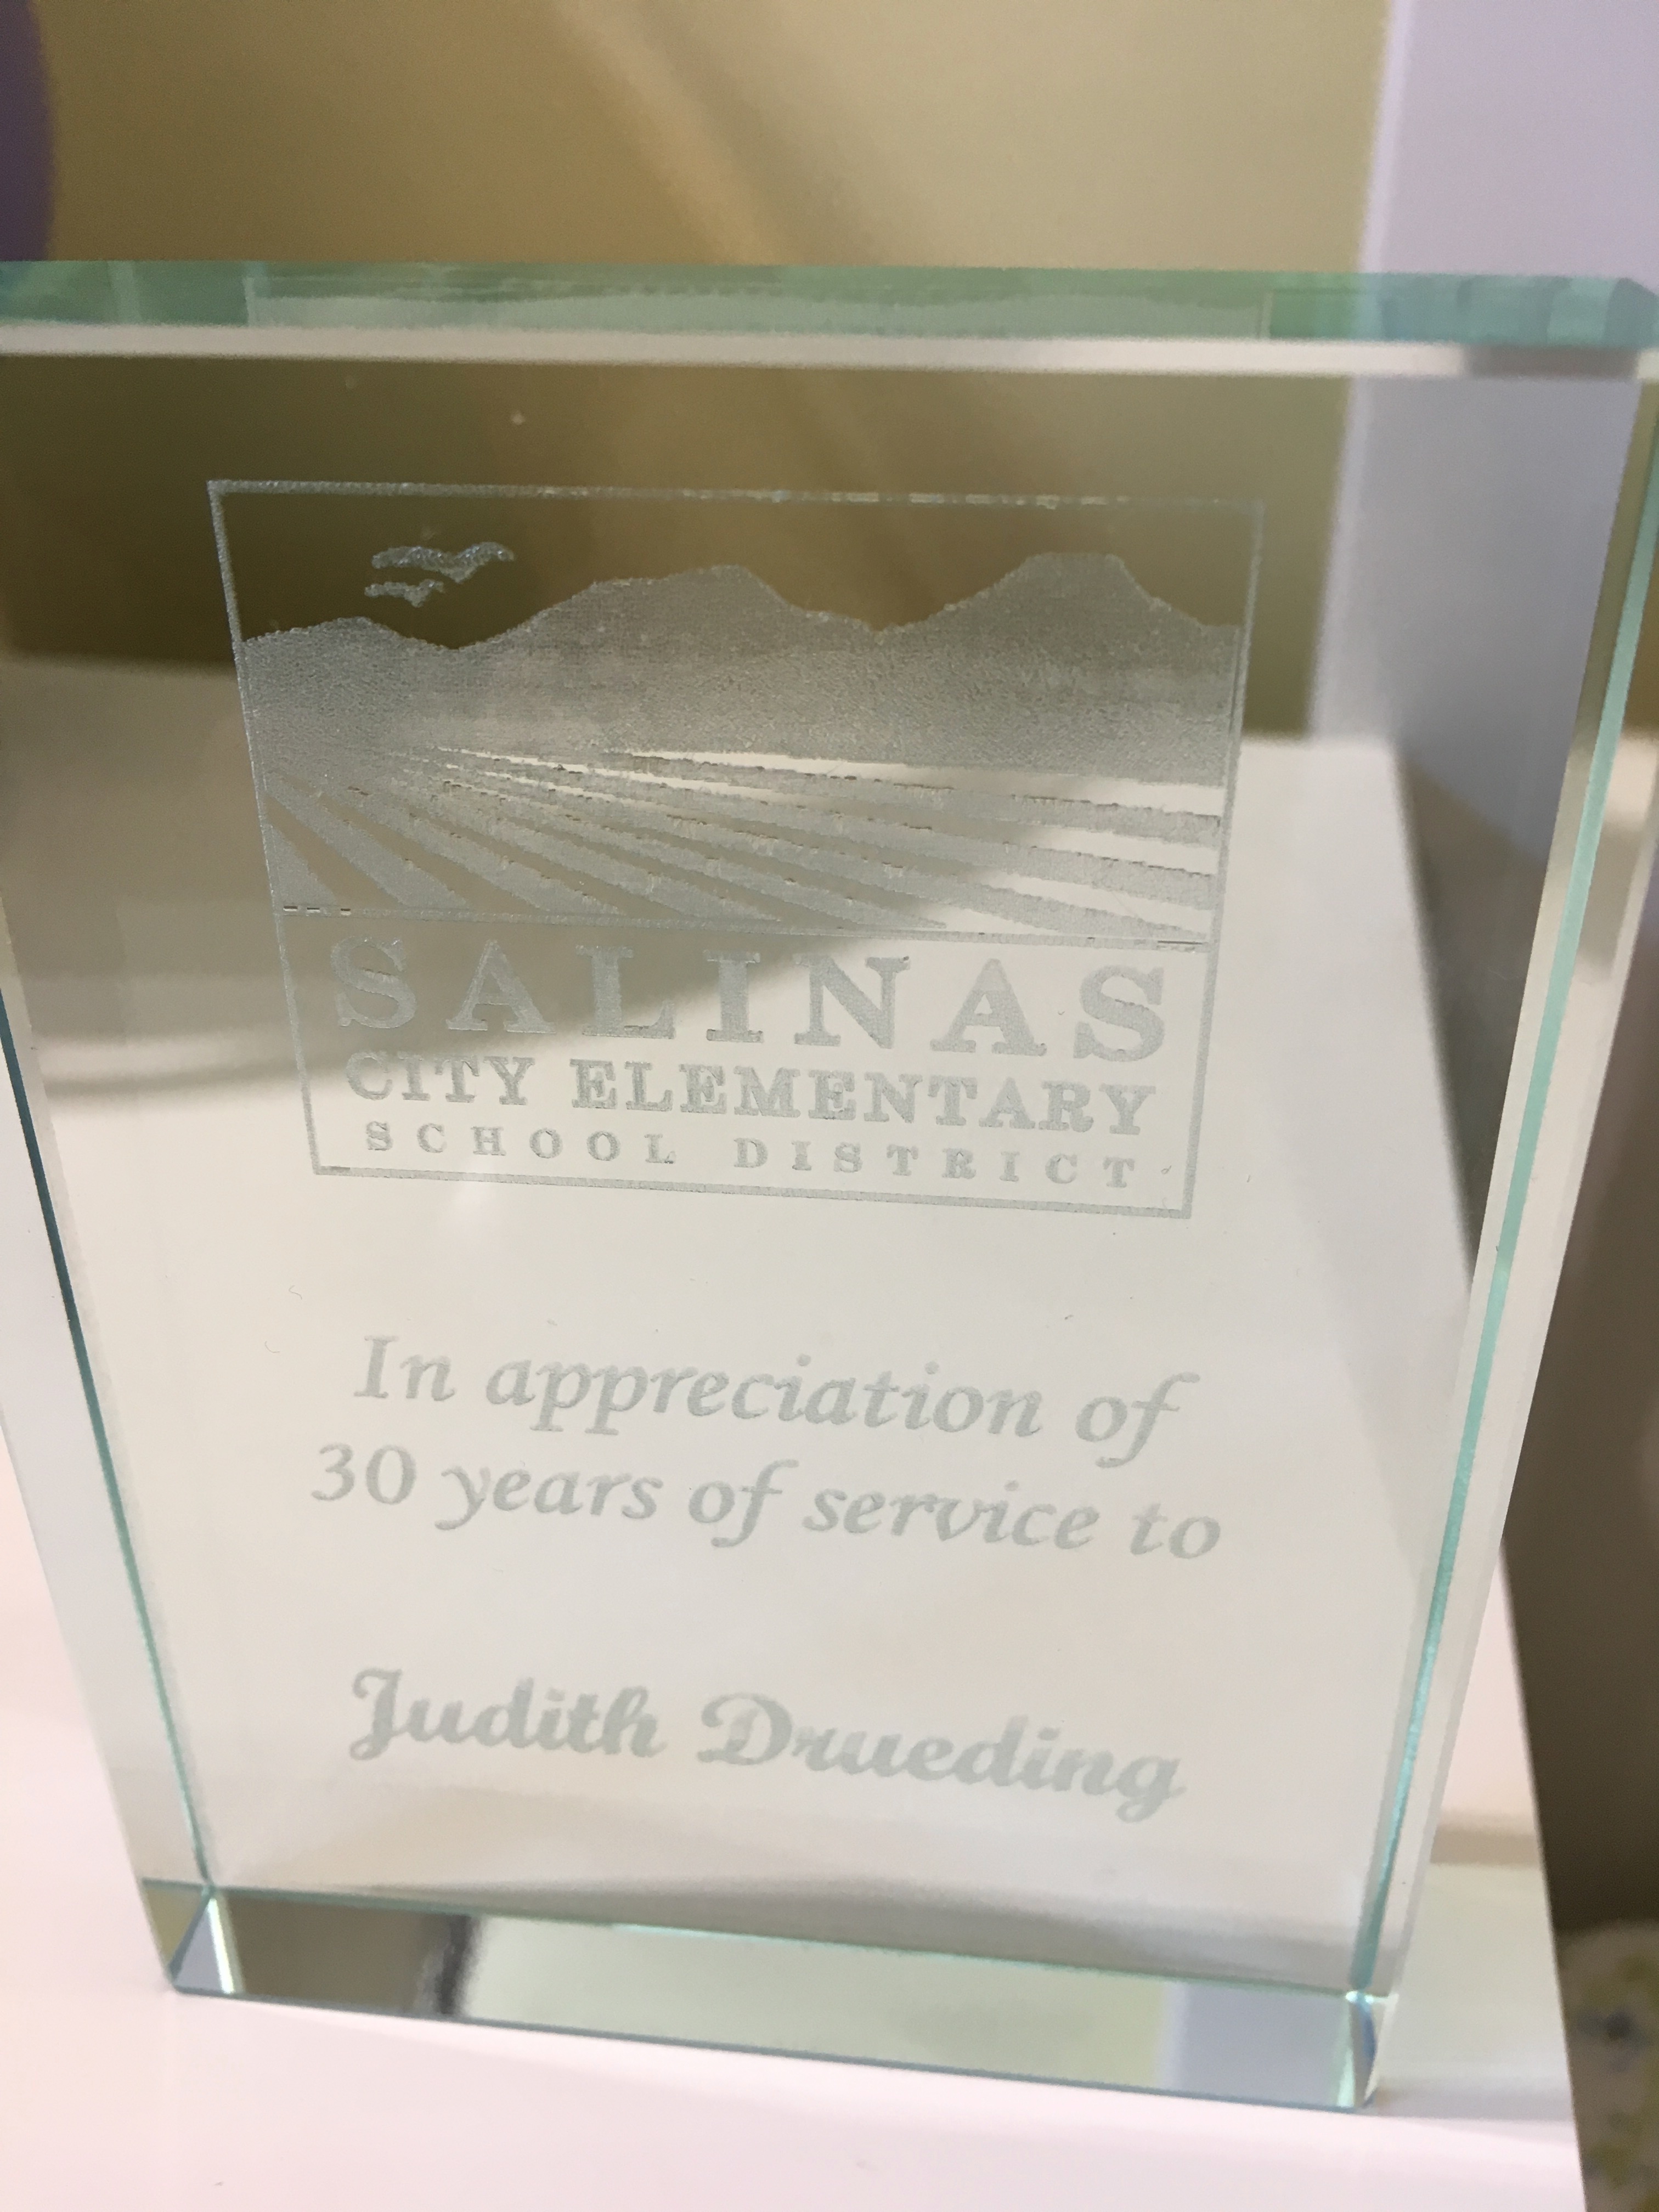 SALINAS
CITY ELEMENTARY
SCHOOL DISTRICT
In appreciation of
30 years of service to
Judith Drueding